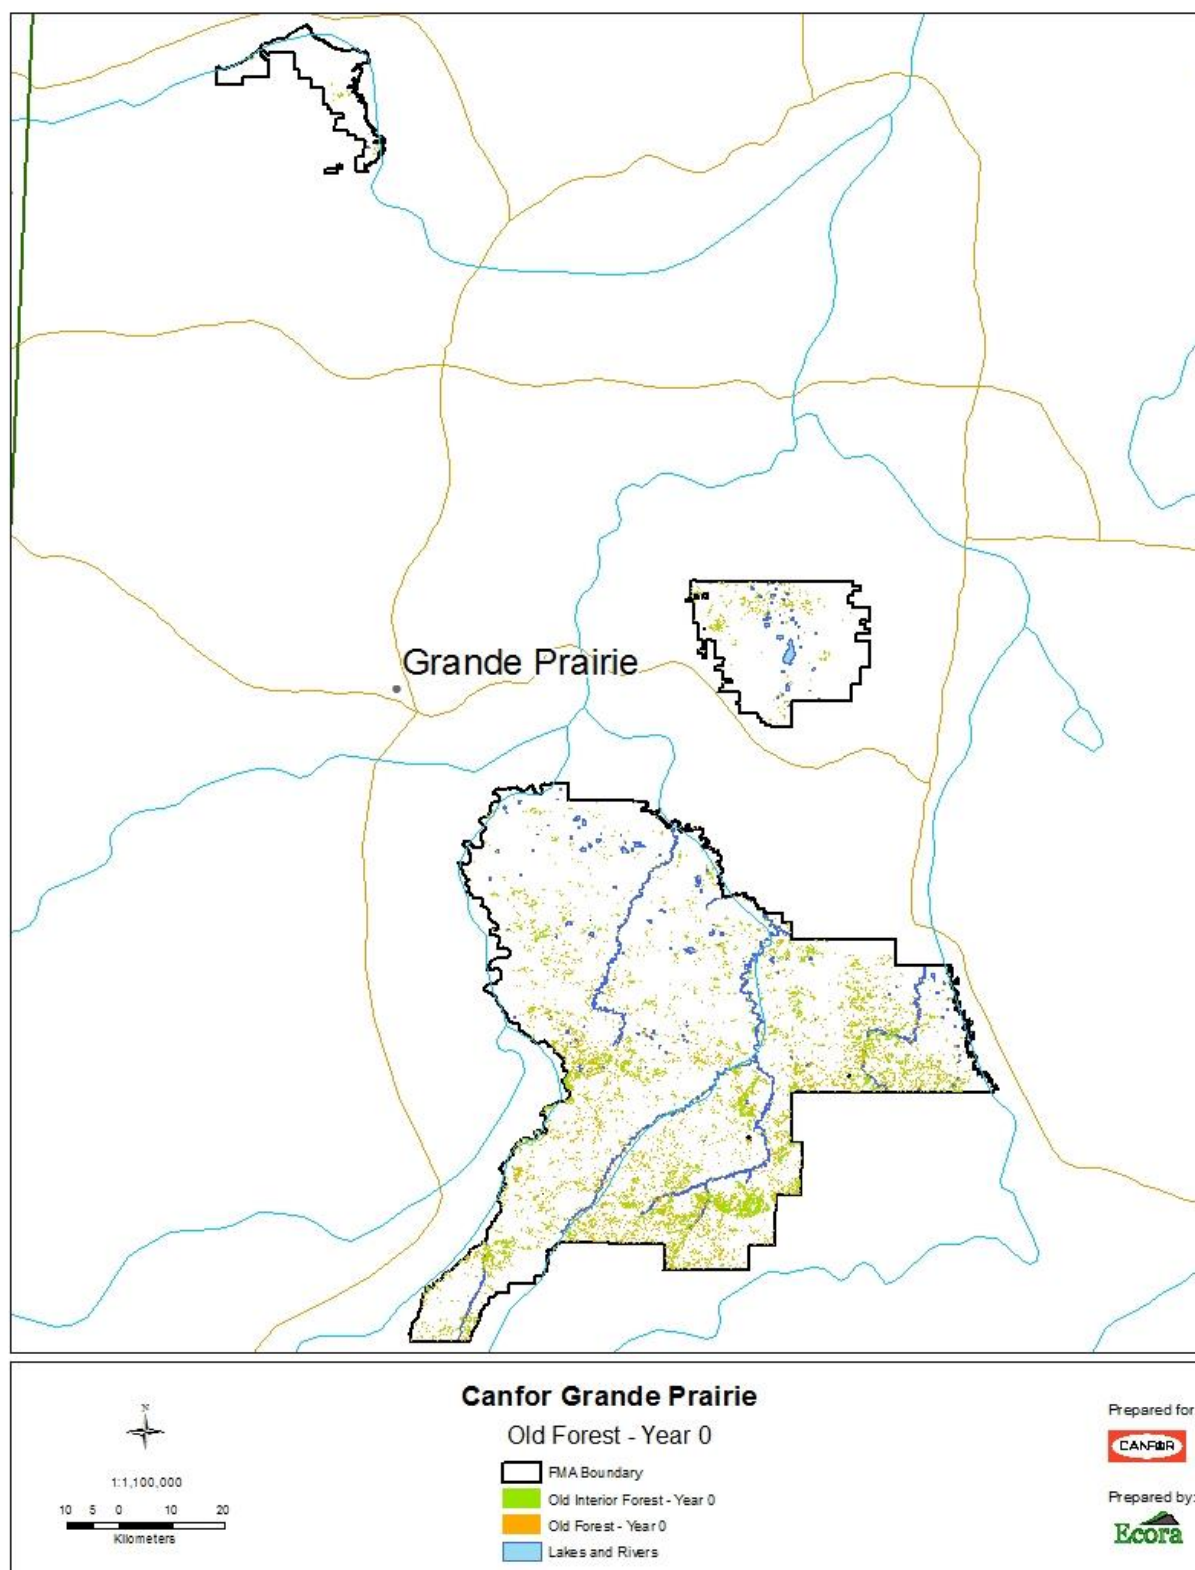 Grande Prairie
Canfor Grande Prairie
Old Forest - Year 0
N
1:1,100,000
10 5 0 10 20
Kilometers
FMA Boundary
Old Interior Forest - Year 0
Old Forest - Year 0
Lakes and Rivers
Prepared for
CANFOR
Prepared by:
Ecora